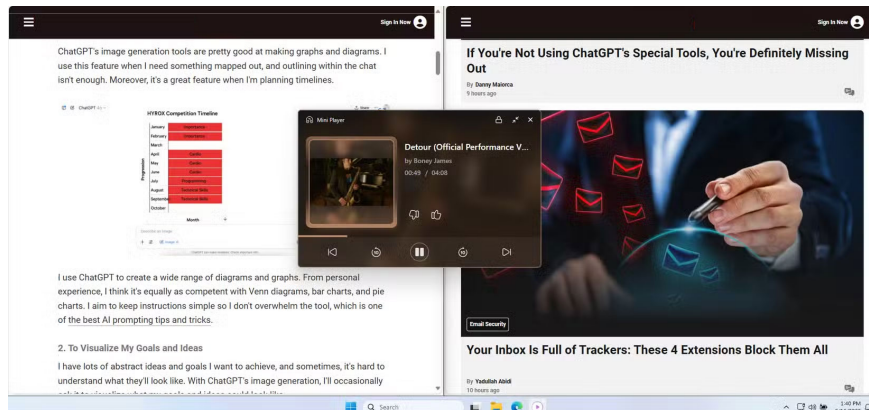 Sign In Now
ChatGPT's image generation tools are pretty good at making graphs and diagrams. I
use this feature when I need something mapped out, and outlining within the chat
isn't enough. Moreover, it's a great feature when I'm planning timelines.
ChatGPT
HYROX Competition Timeline
January
February
March
April
May
June
July
August
September
October
Progression
Month
I use ChatGPT to create a wide range of diagrams and graphs. From personal
experience, I think it's equally as competent with Venn diagrams, bar charts, and pie
charts. I aim to keep instructions simple so I don't overwhelm the tool, which is one
of the best AI prompting tips and tricks.
2. To Visualize My Goals and Ideas
I have lots of abstract ideas and goals I want to achieve, and sometimes, it's hard to
understand what they'll look like. With ChatGPT's image generation, I'll occasionally
Mini Player
Detour (Official Performance V...
by Boney James
00:49 / 04:08
10
10
Sign In Now
If You're Not Using ChatGPT's Special Tools, You're Definitely Missing
Out
By Danny Maiorca
9 hours ago
Email Security
Your Inbox Is Full of Trackers: These 4 Extensions Block Them All
By Yadullah Abidi
10 hours ago
Search
1:40 PM